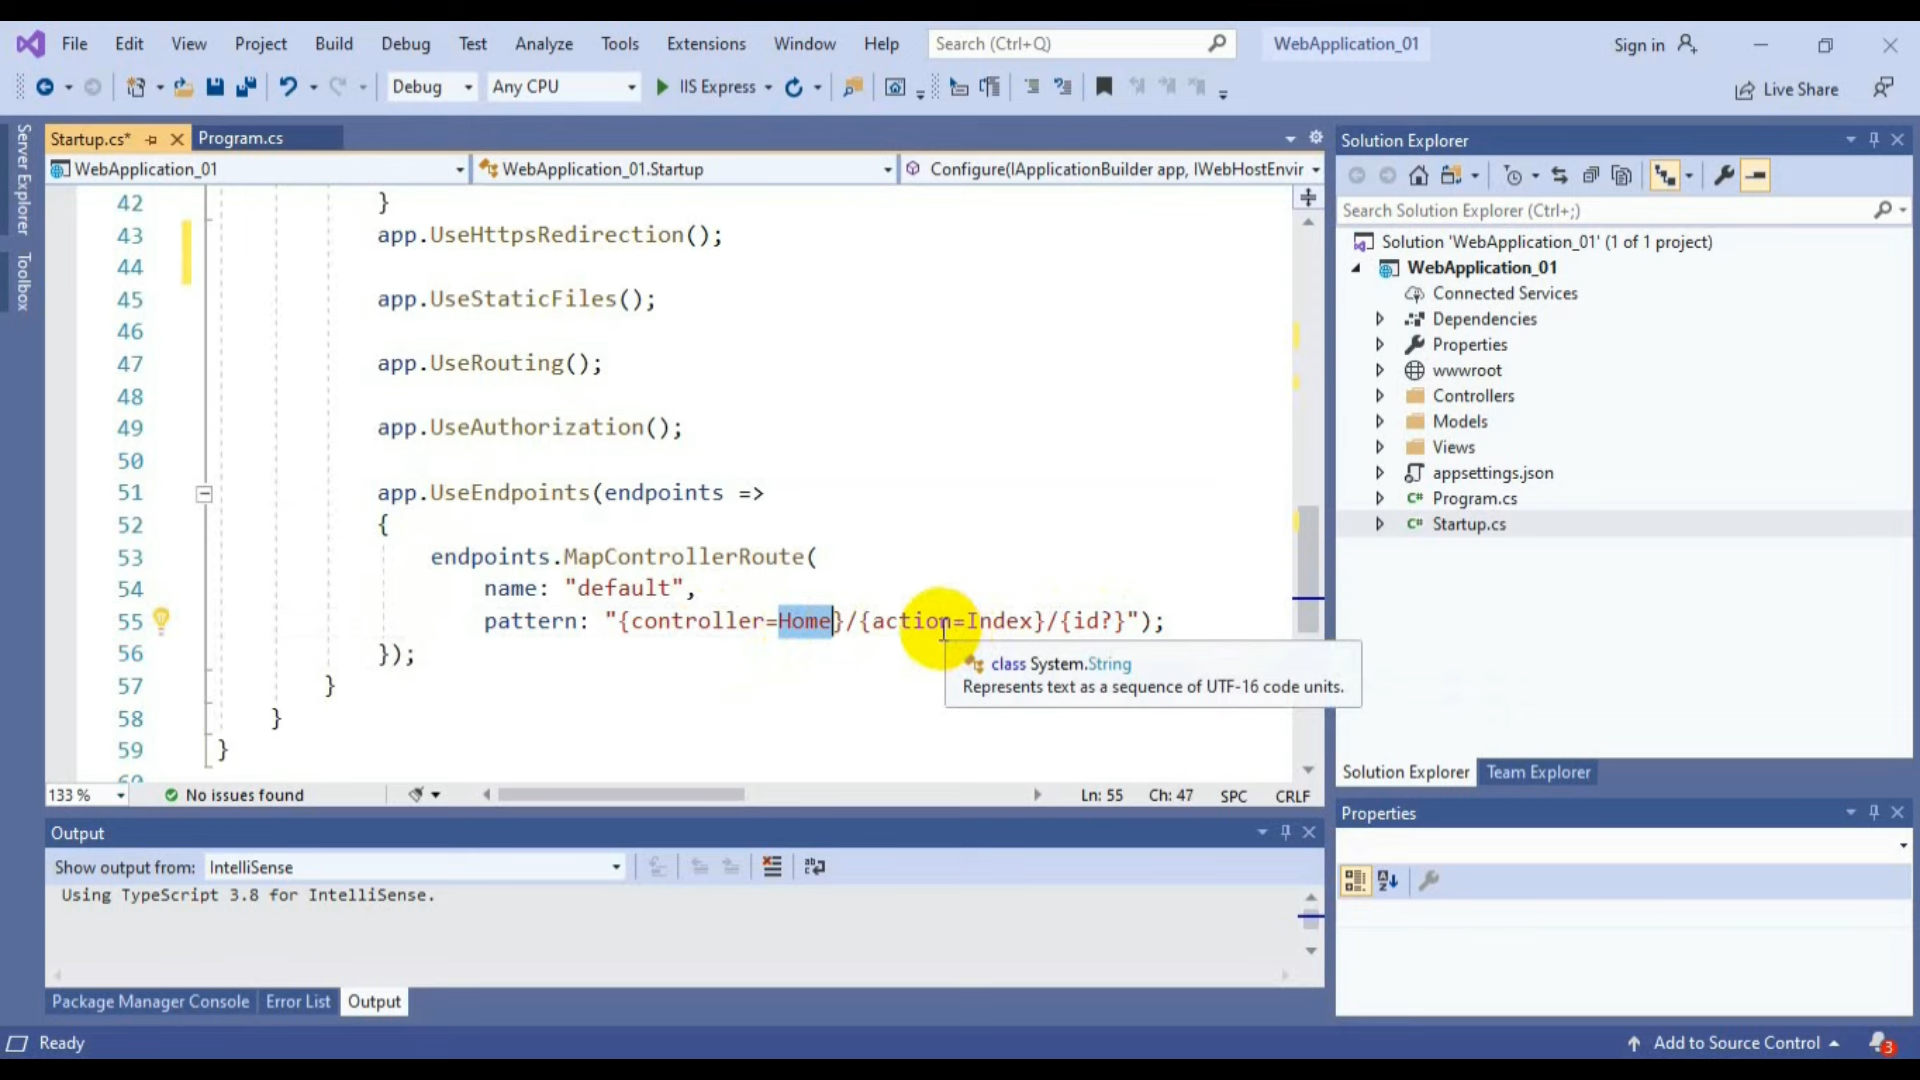 File Edit View Project Build Debug Test Analyze Tools Extensions Window Help Search (Ctrl+Q) WebApplication_01 Sign in
Debug Any CPU IIS Express Live Share
Server Explorer
Toolbox
Startup.cs* Program.cs
WebApplication_01 WebApplication_01.Startup Configure(IApplicationBuilder app, IWebHostEnvir
42 }
43 app.UseHttpsRedirection();
44
45 app.UseStaticFiles();
46
47 app.UseRouting();
48
49 app.UseAuthorization();
50
51 app.UseEndpoints(endpoints =>
52 {
53 endpoints.MapControllerRoute(
54 name: "default",
55 pattern: "{controller=Home}/{action=Index}/{id?}");
56 });
57 }
58 }
59 }
60
class System.String
Represents text as a sequence of UTF-16 code units.
133 % No issues found Ln: 55 Ch: 47 SPC CRLF
Output
Show output from: IntelliSense
Using TypeScript 3.8 for IntelliSense.
Package Manager Console Error List Output
Solution Explorer
Search Solution Explorer (Ctrl+;)
Solution 'WebApplication_01' (1 of 1 project)
WebApplication_01
Connected Services
Dependencies
Properties
wwwroot
Controllers
Models
Views
appsettings.json
C# Program.cs
C# Startup.cs
Solution Explorer Team Explorer
Properties
Ready Add to Source Control 3